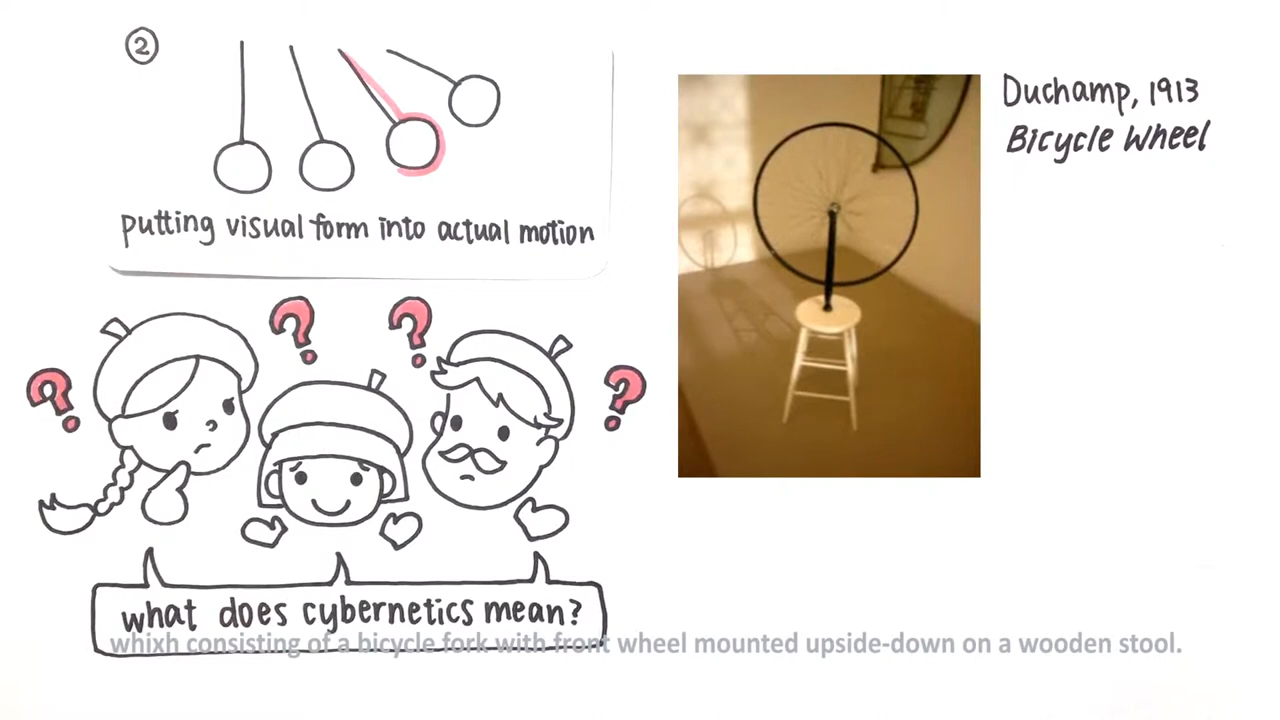 ②
putting visual form into actual motion
what does cybernetics mean?
Duchamp, 1913
Bicycle Wheel
whixh consisting of a bicycle fork with front wheel mounted upside-down on a wooden stool.